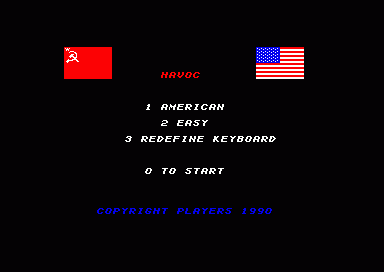 HAVOC
1 AMERICAN
2 EASY
3 REDEFINE KEYBOARD
0 TO START
COPYRIGHT PLAYERS 1990